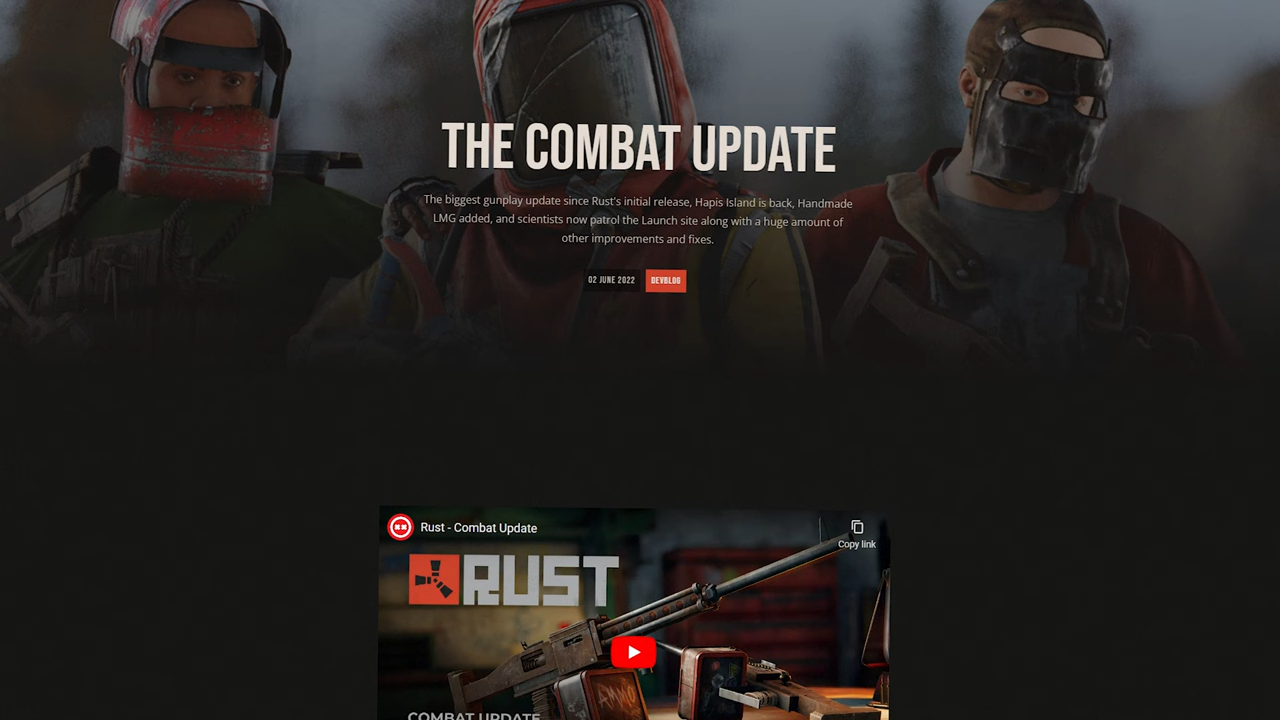 THE COMBAT UPDATE
The biggest gunplay update since Rust's initial release, Hapis Island is back, Handmade
LMG added, and scientists now patrol the Launch site along with a huge amount of
other improvements and fixes.
02 JUNE 2022 DEVBLOG
Rust - Combat Update
Copy link
RUST
AMMO
COMBAT UPDATE